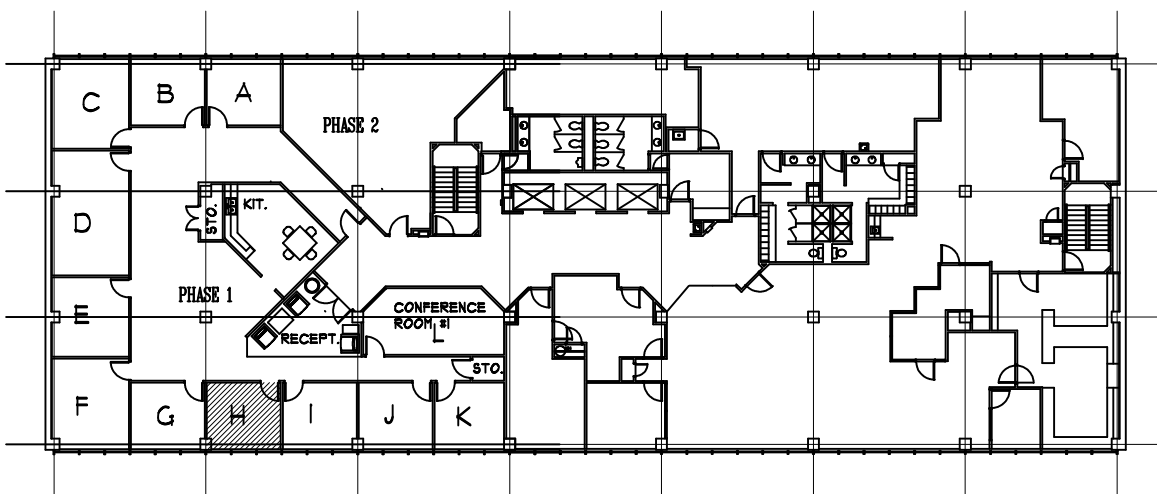 C
B
A
PHASE 2
D
STO.
KIT.
PHASE 1
E
CONFERENCE
ROOM #1
L
RECEPT.
STO.
F
G
H
I
J
K